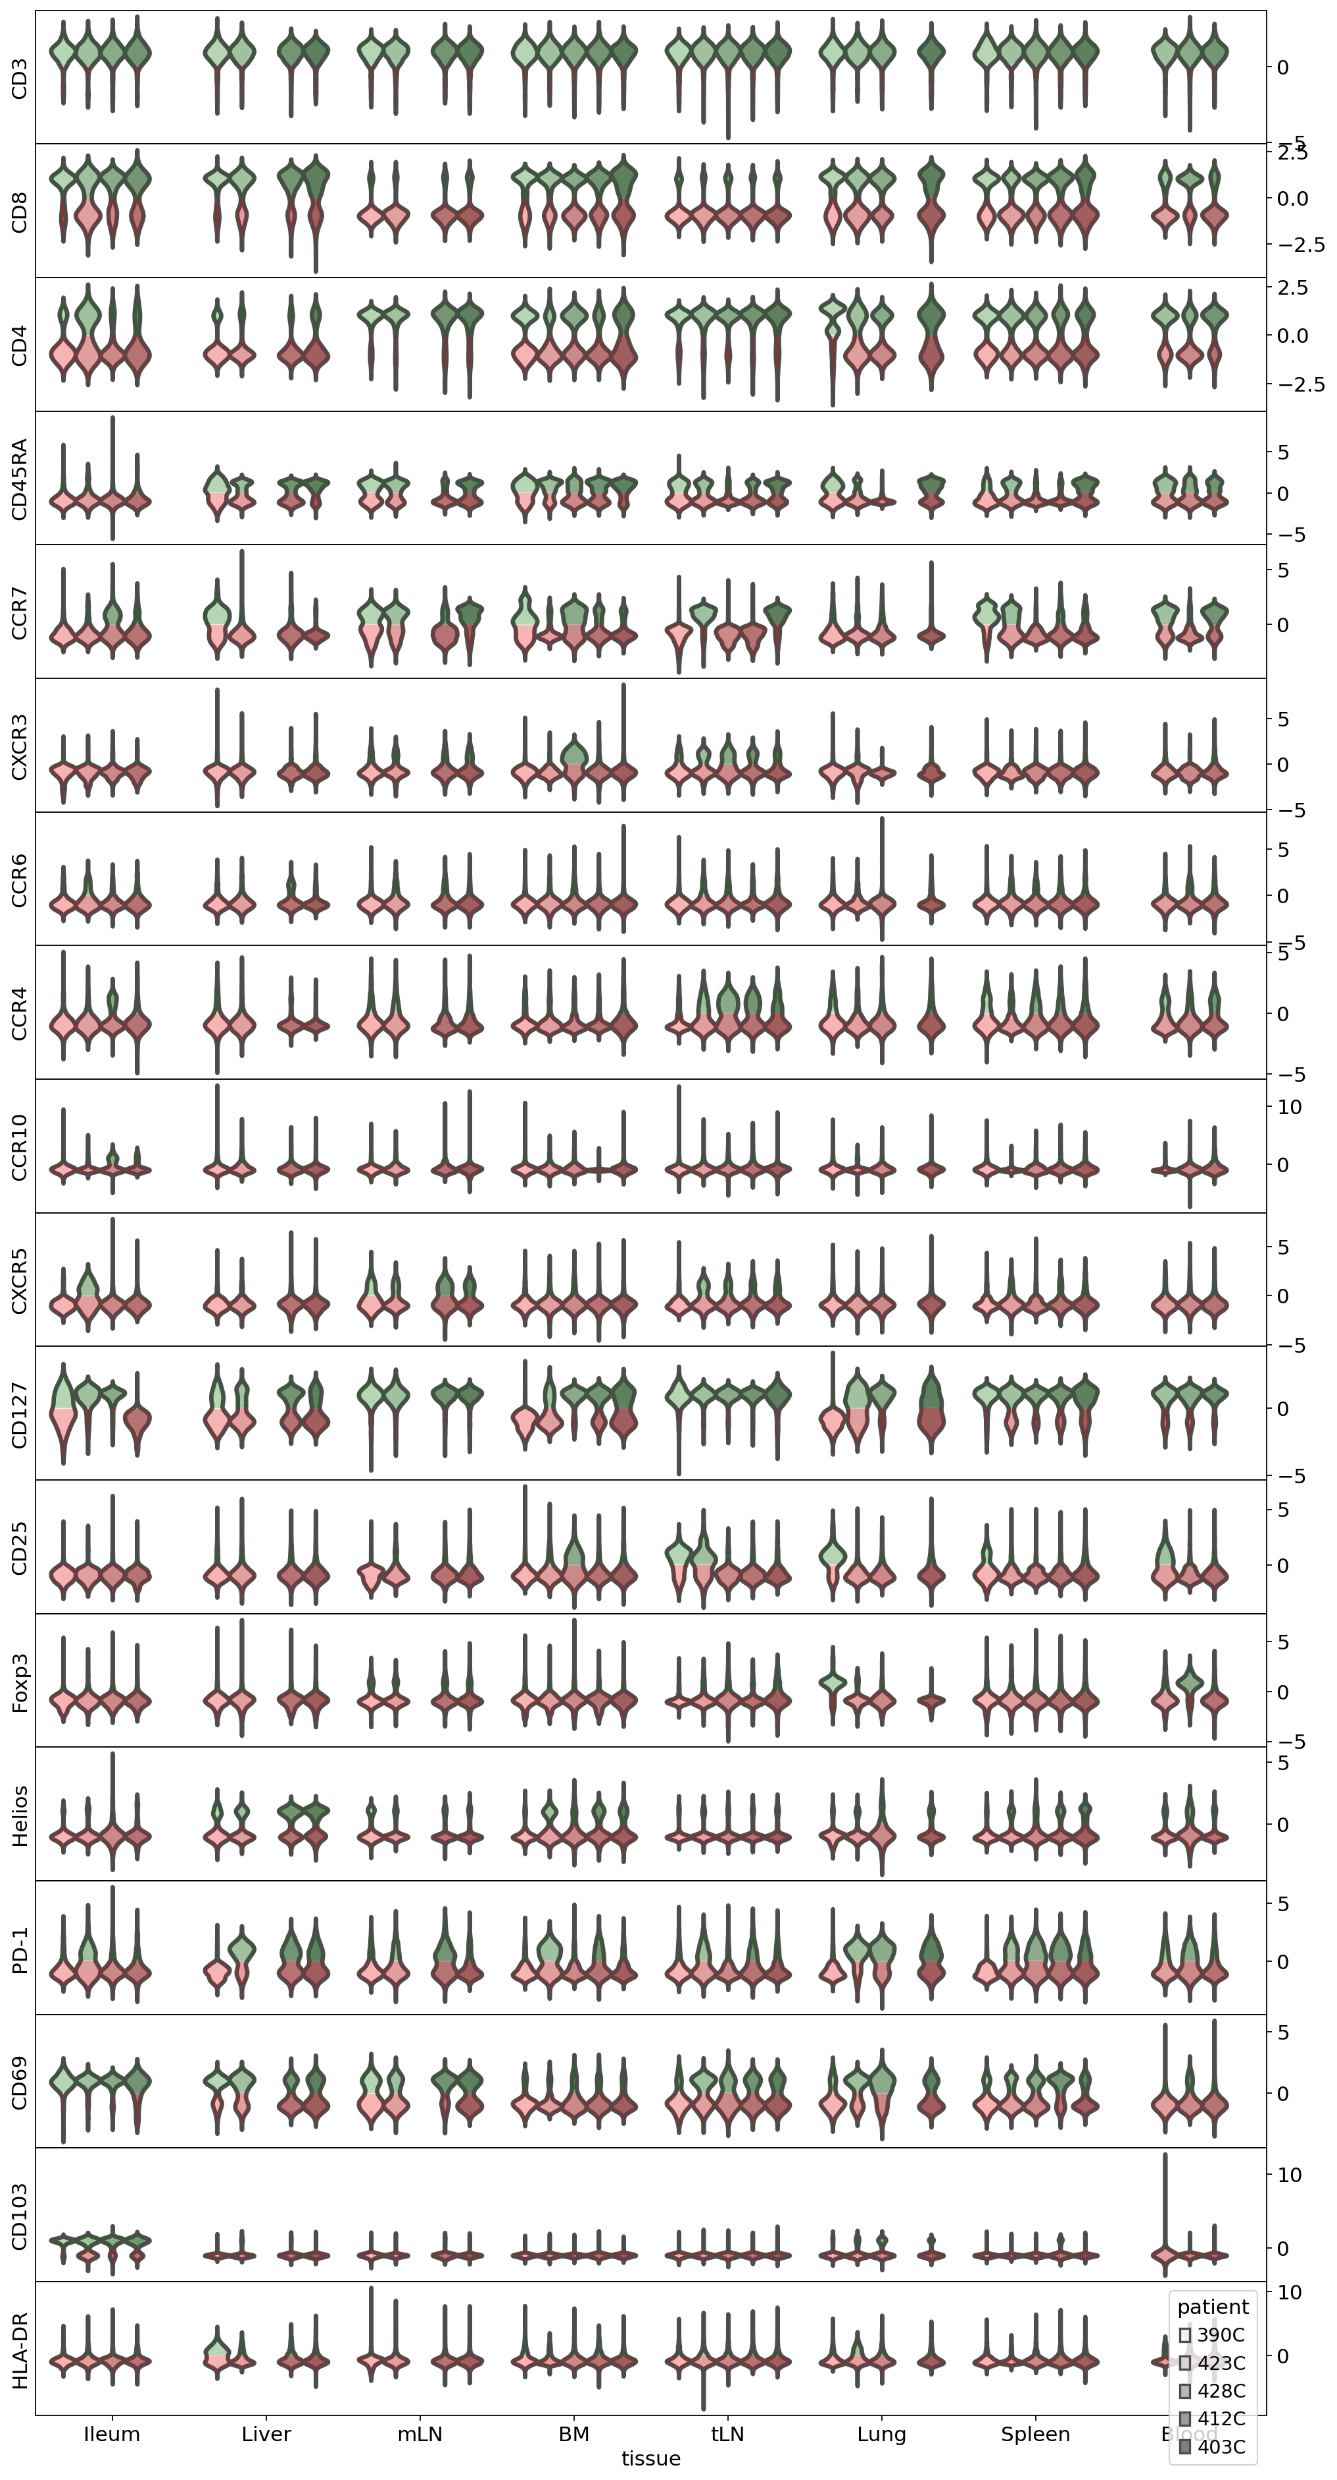 CD3
0
−5
CD8
2.5
0.0
−2.5
CD4
2.5
0.0
−2.5
CD45RA
5
0
−5
CCR7
5
0
CXCR3
5
0
−5
CCR6
5
0
−5
CCR4
5
0
−5
CCR10
10
0
CXCR5
5
0
−5
CD127
0
−5
CD25
5
0
Foxp3
5
0
−5
Helios
5
0
PD-1
5
0
CD69
5
0
CD103
10
0
HLA-DR
10
0
patient
390C
423C
428C
412C
403C
Ileum Liver mLN BM tLN Lung Spleen Blood
tissue